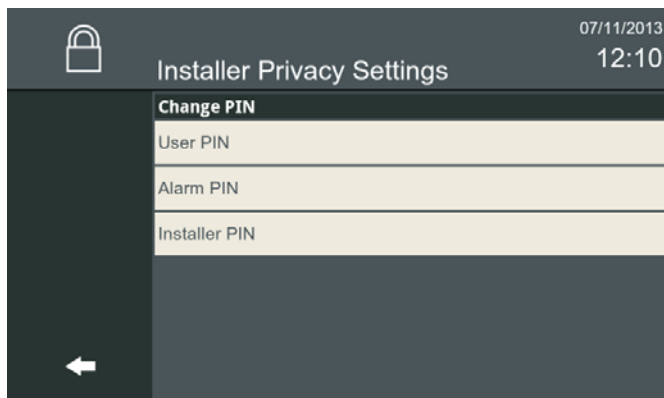 07/11/2013
12:10
Installer Privacy Settings
Change PIN
User PIN
Alarm PIN
Installer PIN